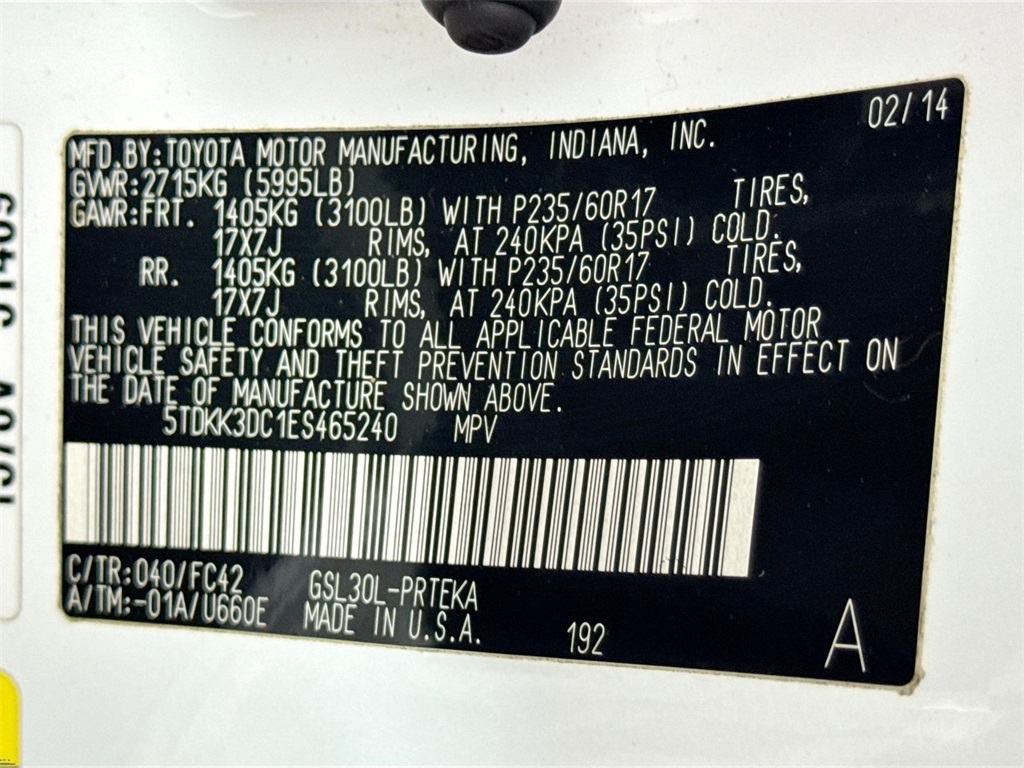 02/14
MFD.BY:TOYOTA MOTOR MANUFACTURING, INDIANA, INC.
GVWR:2715KG (5995LB)
GAWR:FRT. 1405KG (3100LB) WITH P235/60R17 TIRES,
17X7J RIMS, AT 240KPA (35PSI) COLD.
RR. 1405KG (3100LB) WITH P235/60R17 TIRES,
17X7J RIMS, AT 240KPA (35PSI) COLD.
THIS VEHICLE CONFORMS TO ALL APPLICABLE FEDERAL MOTOR
VEHICLE SAFETY AND THEFT PREVENTION STANDARDS IN EFFECT ON
THE DATE OF MANUFACTURE SHOWN ABOVE.
5TDKK3DC1ES465240 MPV
C/TR:040/FC42 GSL30L-PRTEKA
A/TM:-01A/U660E MADE IN U.S.A. 192
A